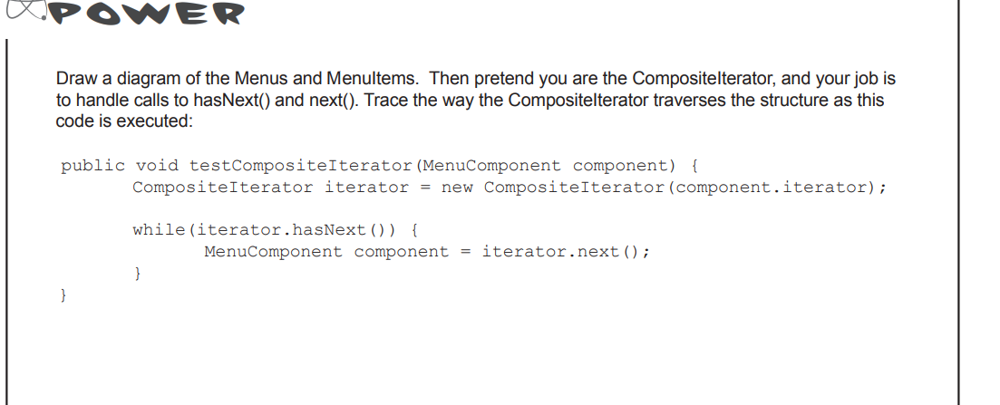 POWER
Draw a diagram of the Menus and MenuItems. Then pretend you are the CompositeIterator, and your job is
to handle calls to hasNext() and next(). Trace the way the CompositeIterator traverses the structure as this
code is executed:
public void testCompositeIterator(MenuComponent component) {
CompositeIterator iterator = new CompositeIterator(component.iterator);
while(iterator.hasNext()) {
MenuComponent component = iterator.next();
}
}